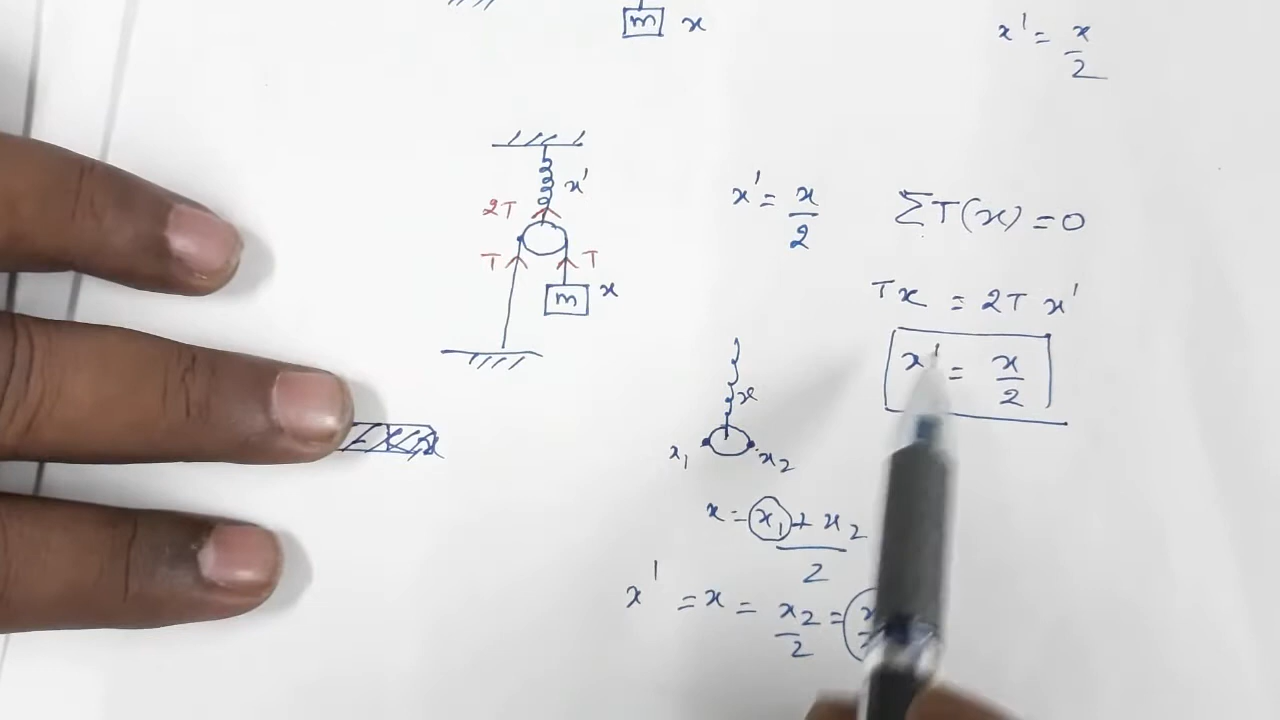 m x
x' = x/2
x'
2T
T T
m x
x' = x/2
ΣT(x) = 0
Tx = 2T x'
x' = x/2
x
x₁ x₂
x = x₁ + x₂
2
x' = x = x₂/2 =